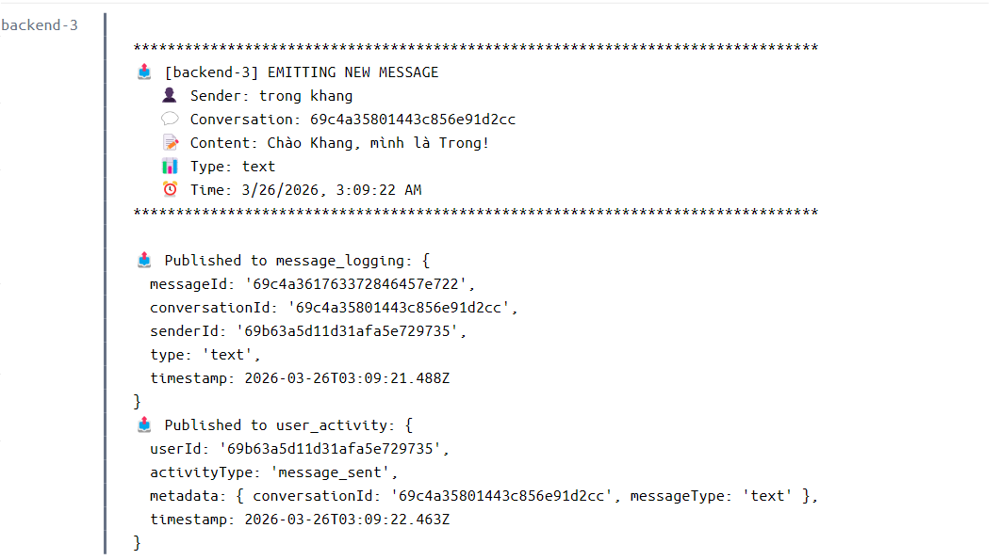 backend-3
********************************************************************************
📤 [backend-3] EMITTING NEW MESSAGE
👤 Sender: trong khang
💬 Conversation: 69c4a35801443c856e91d2cc
📝 Content: Chào Khang, mình là Trong!
📊 Type: text
⏰ Time: 3/26/2026, 3:09:22 AM
********************************************************************************
📤 Published to message_logging: {
messageId: '69c4a361763372846457e722',
conversationId: '69c4a35801443c856e91d2cc',
senderId: '69b63a5d11d31afa5e729735',
type: 'text',
timestamp: 2026-03-26T03:09:21.488Z
}
📤 Published to user_activity: {
userId: '69b63a5d11d31afa5e729735',
activityType: 'message_sent',
metadata: { conversationId: '69c4a35801443c856e91d2cc', messageType: 'text' },
timestamp: 2026-03-26T03:09:22.463Z
}